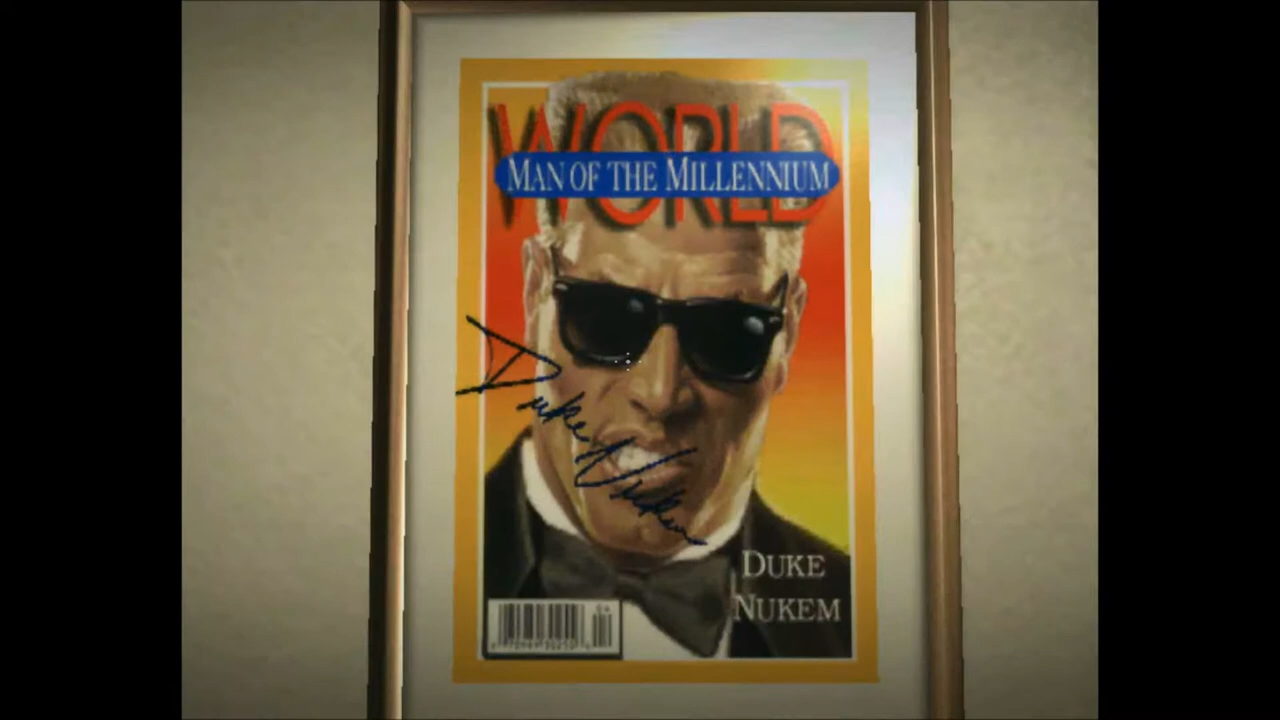 WORLD
MAN OF THE MILLENNIUM
Duke Nukem
DUKE
NUKEM